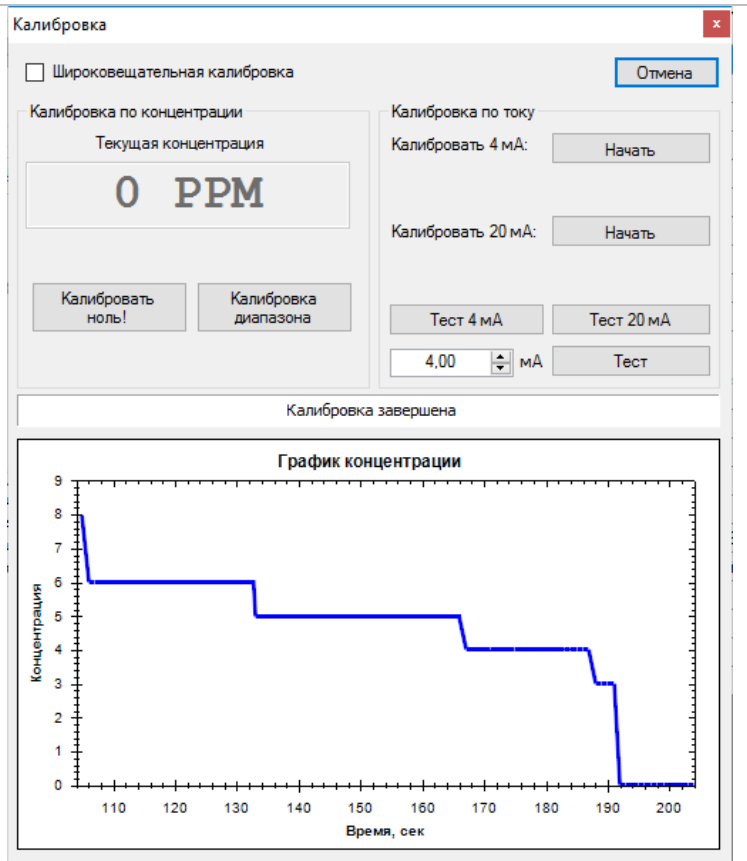 Калибровка
x
Широковещательная калибровка
Отмена
Калибровка по концентрации
Текущая концентрация
0 PPM
Калибровать ноль!
Калибровка диапазона
Калибровка по току
Калибровать 4 мА:
Начать
Калибровать 20 мА:
Начать
Тест 4 мА
Тест 20 мА
4,00
мА
Тест
Калибровка завершена
График концентрации
Концентрация
9
8
7
6
5
4
3
2
1
0
110 120 130 140 150 160 170 180 190 200
Время, сек